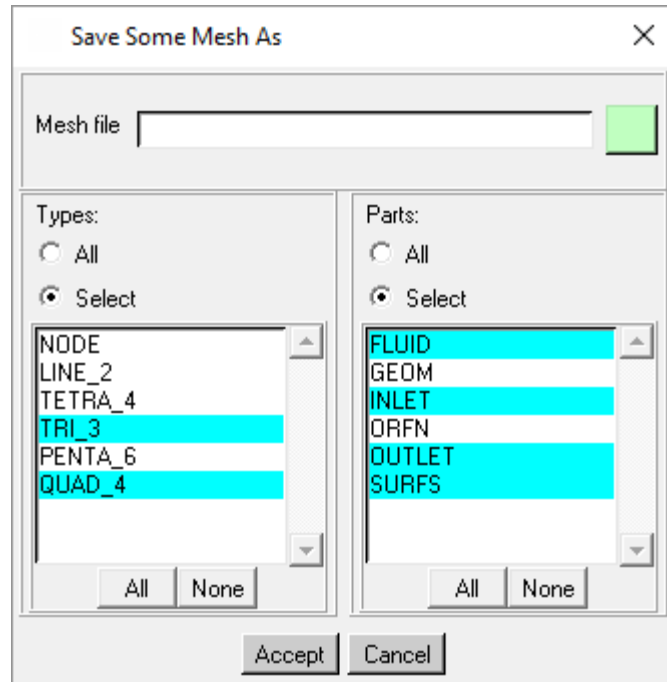 Save Some Mesh As
Mesh file
Types:
All
Select
NODE
LINE_2
TETRA_4
TRI_3
PENTA_6
QUAD_4
All None
Parts:
All
Select
FLUID
GEOM
INLET
ORFN
OUTLET
SURFS
All None
Accept Cancel